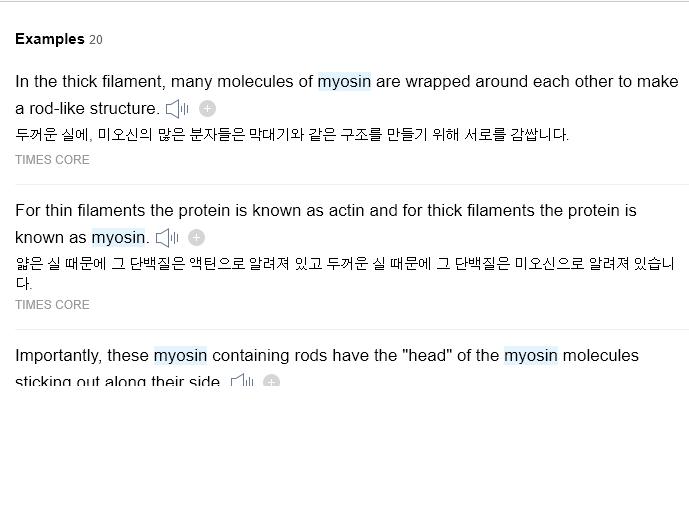 Examples 20
In the thick filament, many molecules of myosin are wrapped around each other to make
a rod-like structure.
두꺼운 실에, 미오신의 많은 분자들은 막대기와 같은 구조를 만들기 위해 서로를 감쌉니다.
TIMES CORE
For thin filaments the protein is known as actin and for thick filaments the protein is
known as myosin.
얇은 실 때문에 그 단백질은 액틴으로 알려져 있고 두꺼운 실 때문에 그 단백질은 미오신으로 알려져 있습니
다.
TIMES CORE
Importantly, these myosin containing rods have the "head" of the myosin molecules
sticking out along their side.